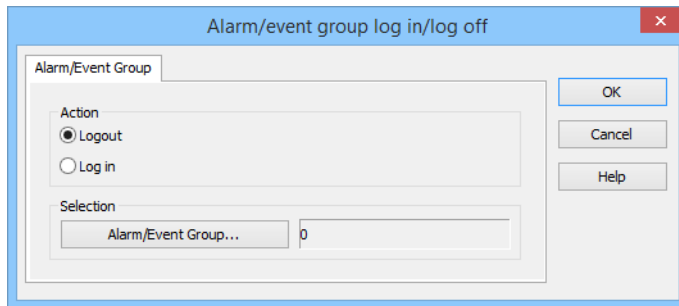 Alarm/event group log in/log off
Alarm/Event Group
Action
Logout
Log in
Selection
Alarm/Event Group...
0
OK
Cancel
Help